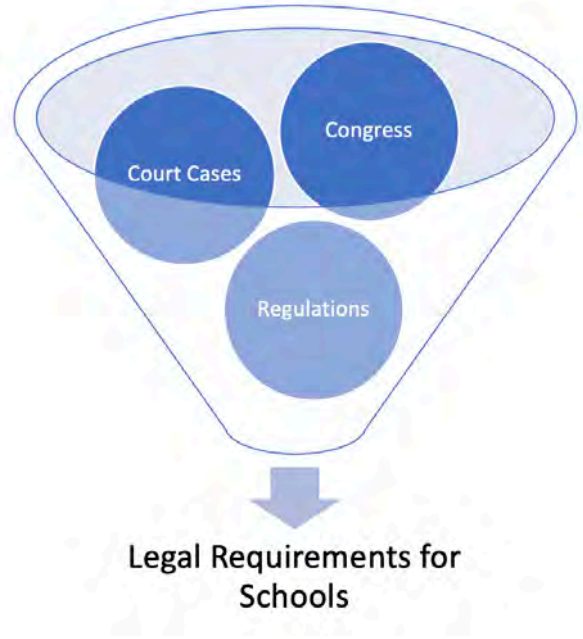 Congress
Court Cases
Regulations
Legal Requirements for
Schools